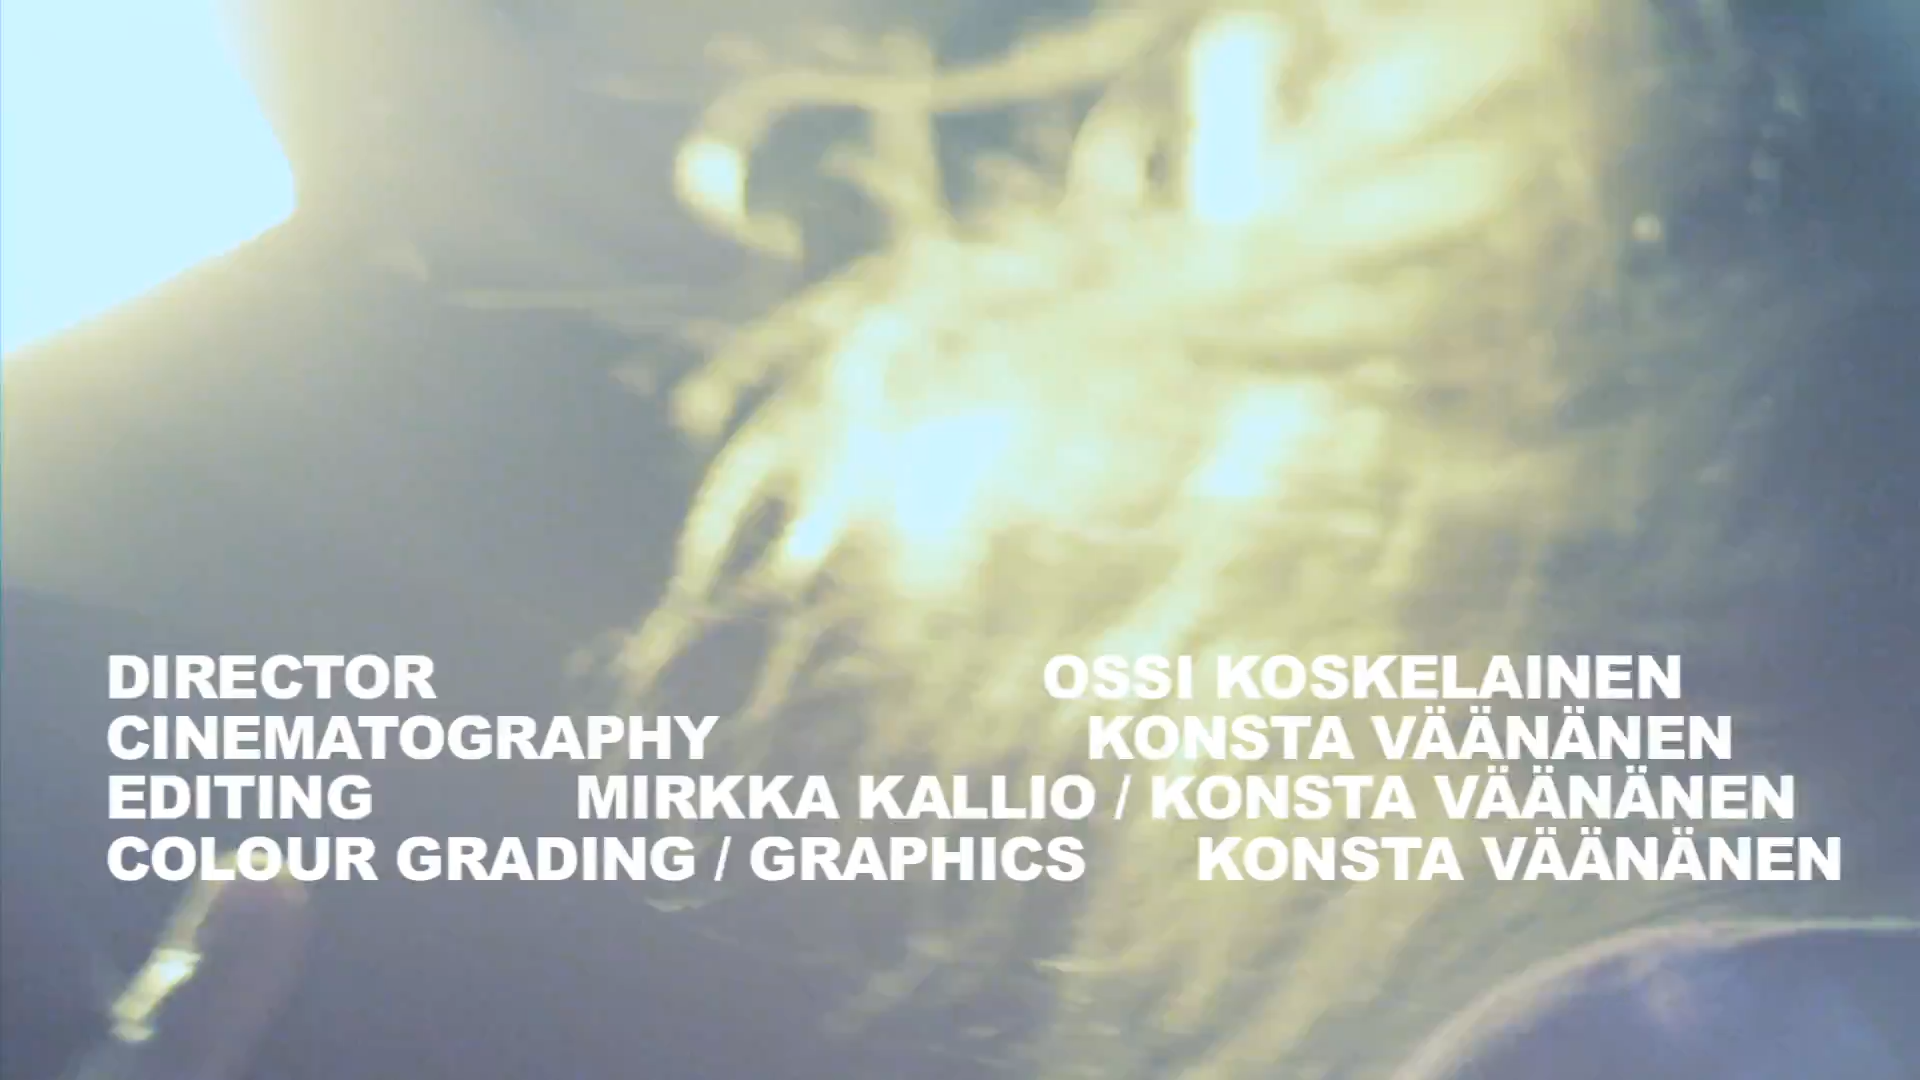 DIRECTOR OSSI KOSKELAINEN
CINEMATOGRAPHY KONSTA VÄÄNÄNEN
EDITING MIRKKA KALLIO / KONSTA VÄÄNÄNEN
COLOUR GRADING / GRAPHICS KONSTA VÄÄNÄNEN